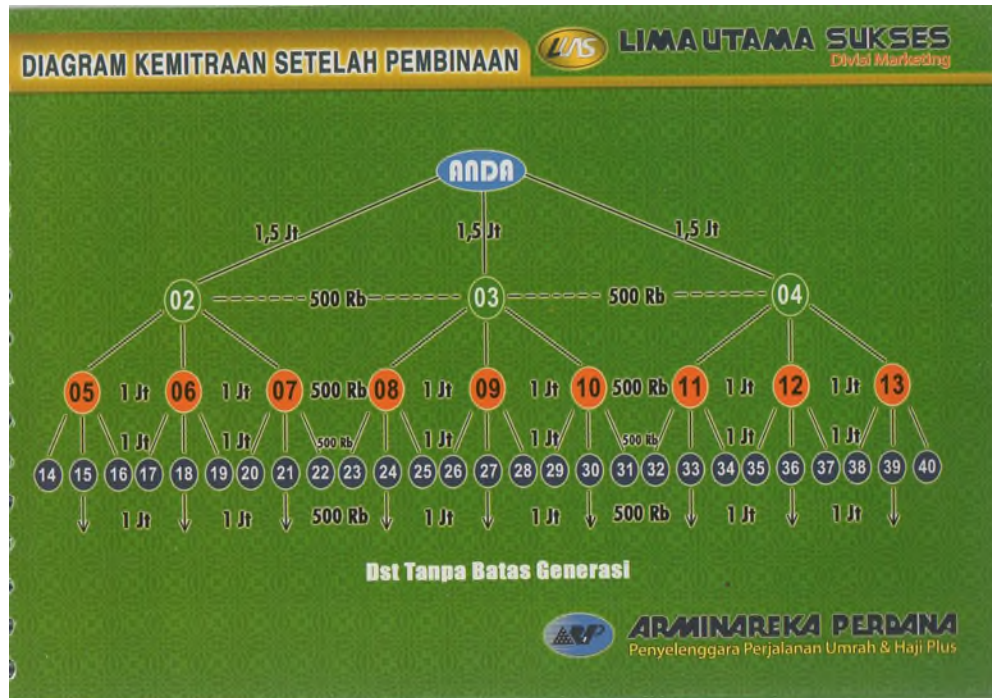 DIAGRAM KEMITRAAN SETELAH PEMBINAAN
LUS
LIMA UTAMA SUKSES
Divisi Marketing
ANDA
1,5 Jt 1,5 Jt 1,5 Jt
02 500 Rb 03 500 Rb 04
05 1 Jt 06 1 Jt 07 500 Rb 08 1 Jt 09 1 Jt 10 500 Rb 11 1 Jt 12 1 Jt 13
1 Jt 1 Jt 500 Rb 1 Jt 1 Jt 500 Rb 1 Jt 1 Jt
14 15 16 17 18 19 20 21 22 23 24 25 26 27 28 29 30 31 32 33 34 35 36 37 38 39 40
1 Jt 1 Jt 500 Rb 1 Jt 1 Jt 500 Rb 1 Jt 1 Jt
Dst Tanpa Batas Generasi
ARP
ARMINAREKA PERDANA
Penyelenggara Perjalanan Umrah & Haji Plus